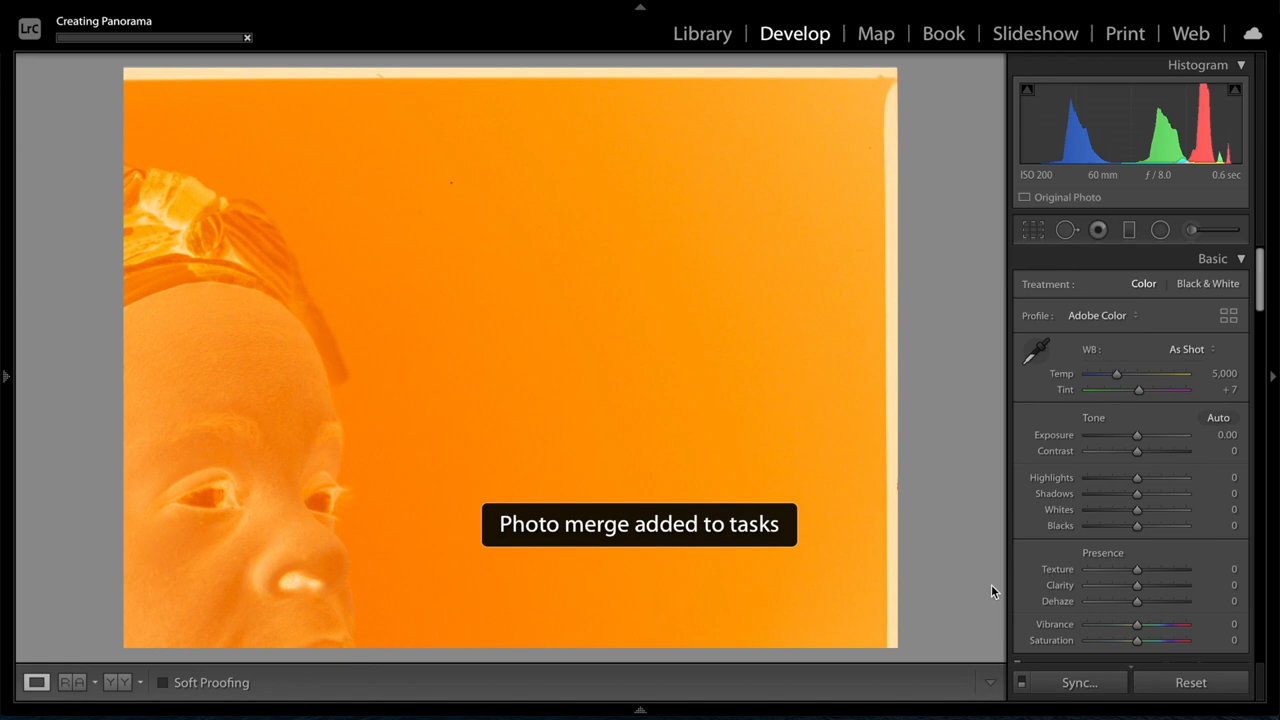 LrC
Creating Panorama
Library | Develop | Map | Book | Slideshow | Print | Web |
Histogram
ISO 200 60 mm ƒ / 8.0 0.6 sec
Original Photo
Basic
Treatment : Color | Black & White
Profile : Adobe Color
WB : As Shot
Temp 5,000
Tint + 7
Tone Auto
Exposure 0.00
Contrast 0
Highlights 0
Shadows 0
Whites 0
Blacks 0
Photo merge added to tasks
Presence
Texture 0
Clarity 0
Dehaze 0
Vibrance 0
Saturation 0
R A Y Y Soft Proofing
Sync... Reset